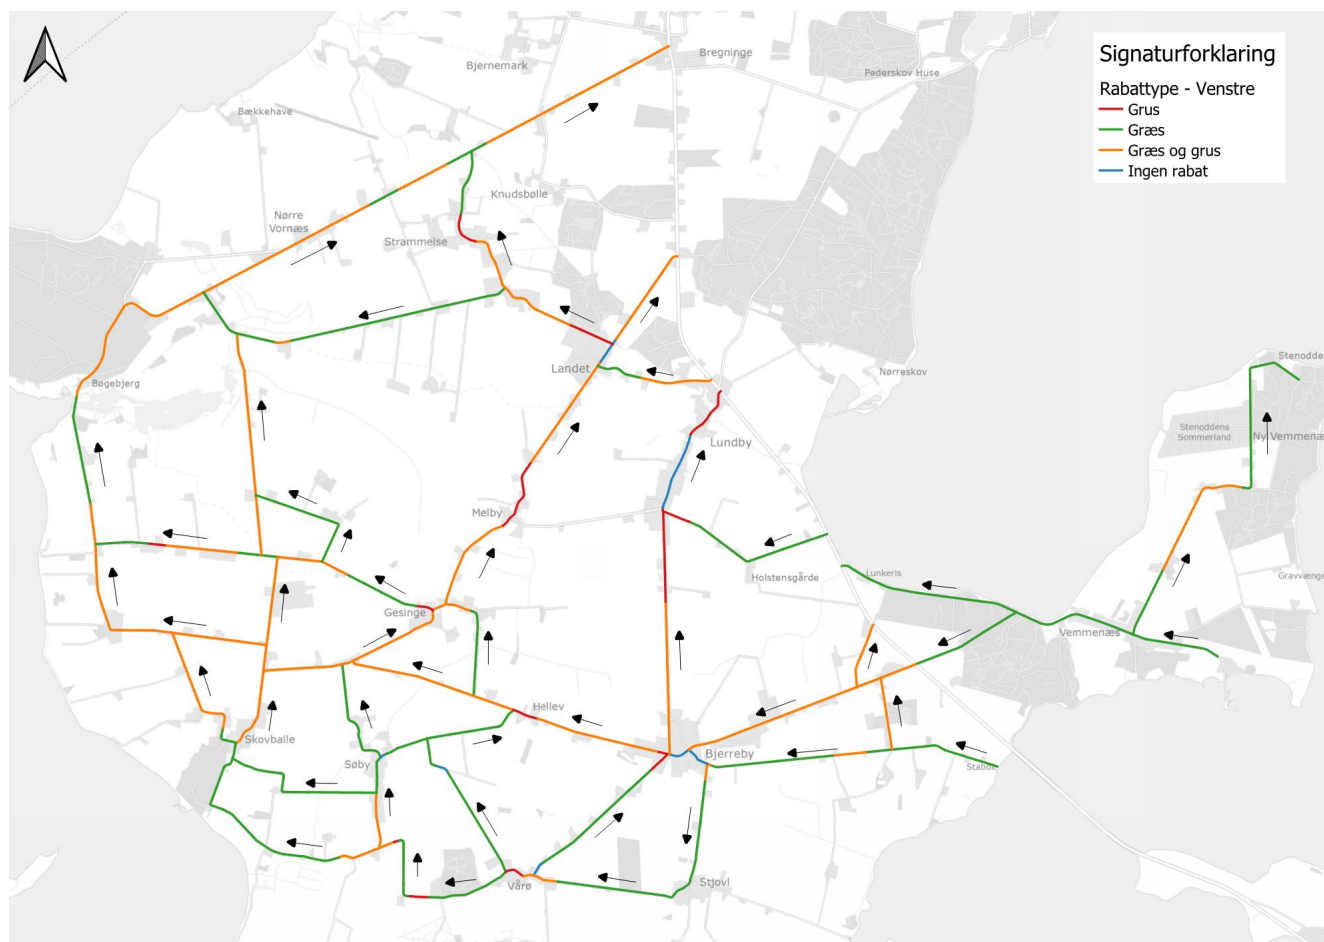 Bregninge
Signaturforklaring
Bjernemark
Pederskov Huse
Rabattype - Venstre
Grus
Bækkehave
Græs
Græs og grus
Ingen rabat
Knudsbølle
Nørre
Vornæs
Strammelse
Stenodde
Landet
Nørreskov
Bøgebjerg
Stenoddens
Sommerland
Ny Vemmenæs
Lundby
Melby
Holstensgårde
Lunkeris
Gravvænge
Gesinge
Vemmenæs
Hellev
Skovballe
Bjerreby
Søby
Vårø
Stjovl